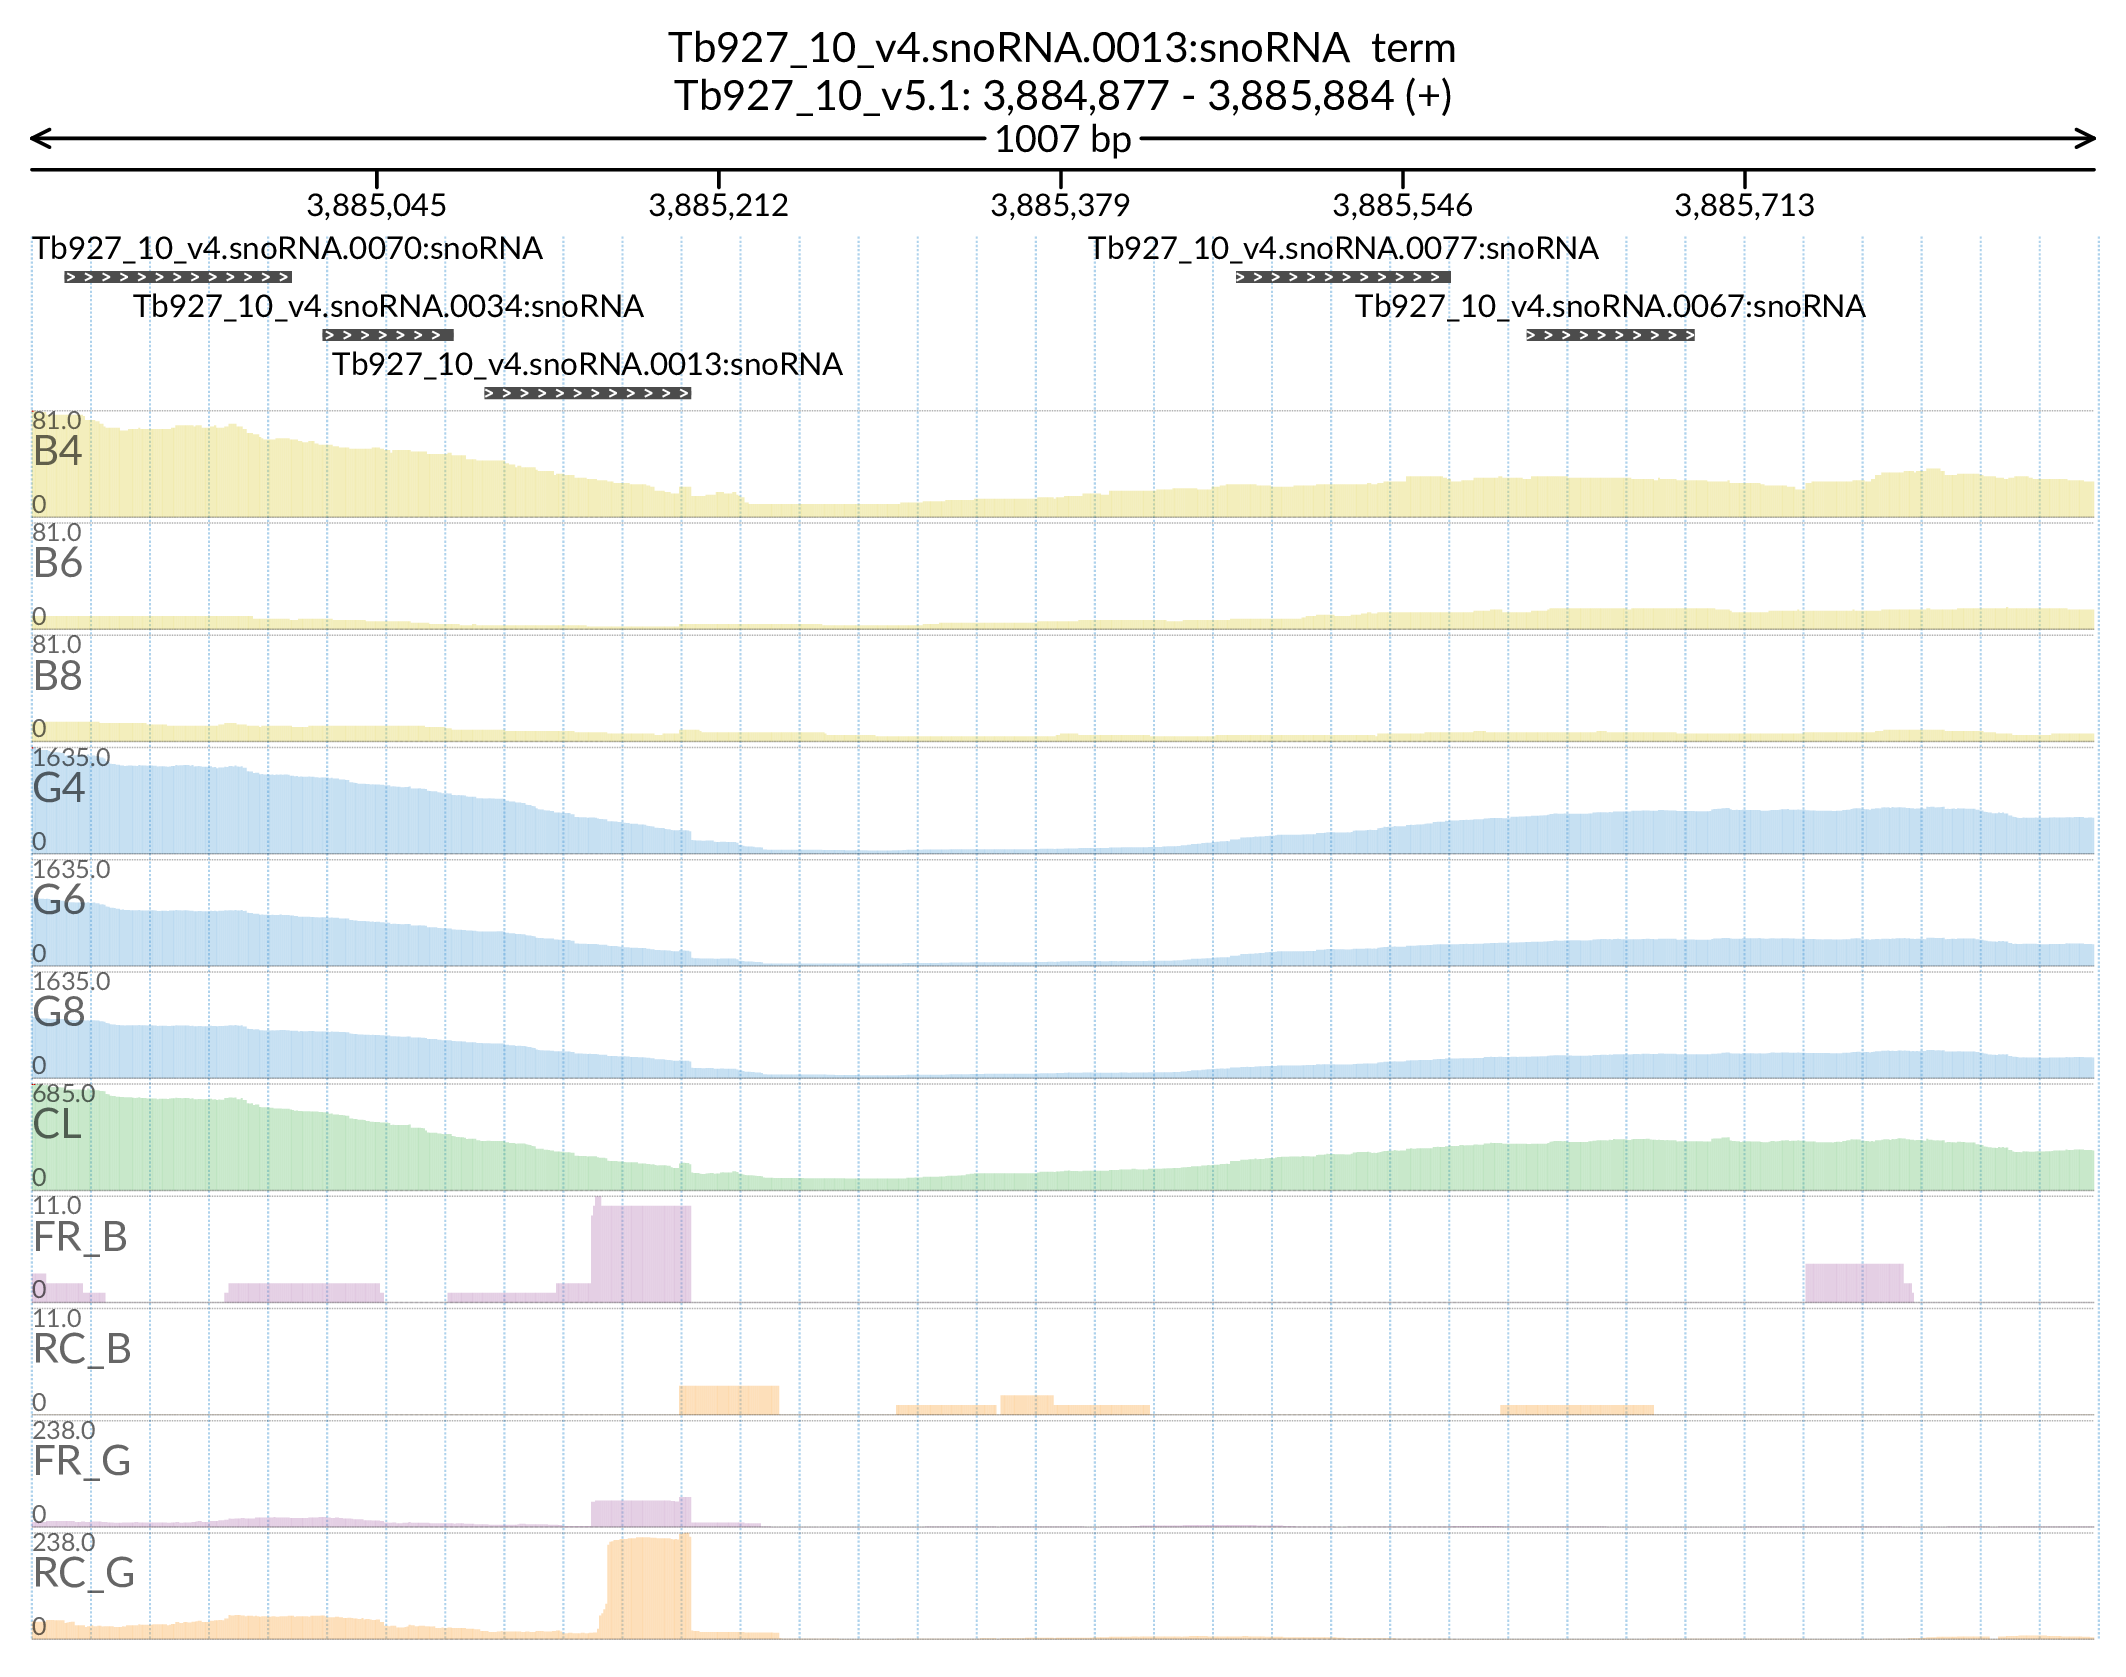 Tb927_10_v4.snoRNA.0013:snoRNA term
Tb927_10_v5.1: 3,884,877 - 3,885,884 (+)
1007 bp
3,885,045 3,885,212 3,885,379 3,885,546 3,885,713
Tb927_10_v4.snoRNA.0070:snoRNA Tb927_10_v4.snoRNA.0077:snoRNA
Tb927_10_v4.snoRNA.0034:snoRNA Tb927_10_v4.snoRNA.0067:snoRNA
Tb927_10_v4.snoRNA.0013:snoRNA
81.0
B4
0
81.0
B6
0
81.0
B8
0
1635.0
G4
0
1635.0
G6
0
1635.0
G8
0
685.0
CL
0
11.0
FR_B
0
11.0
RC_B
0
238.0
FR_G
0
238.0
RC_G
0